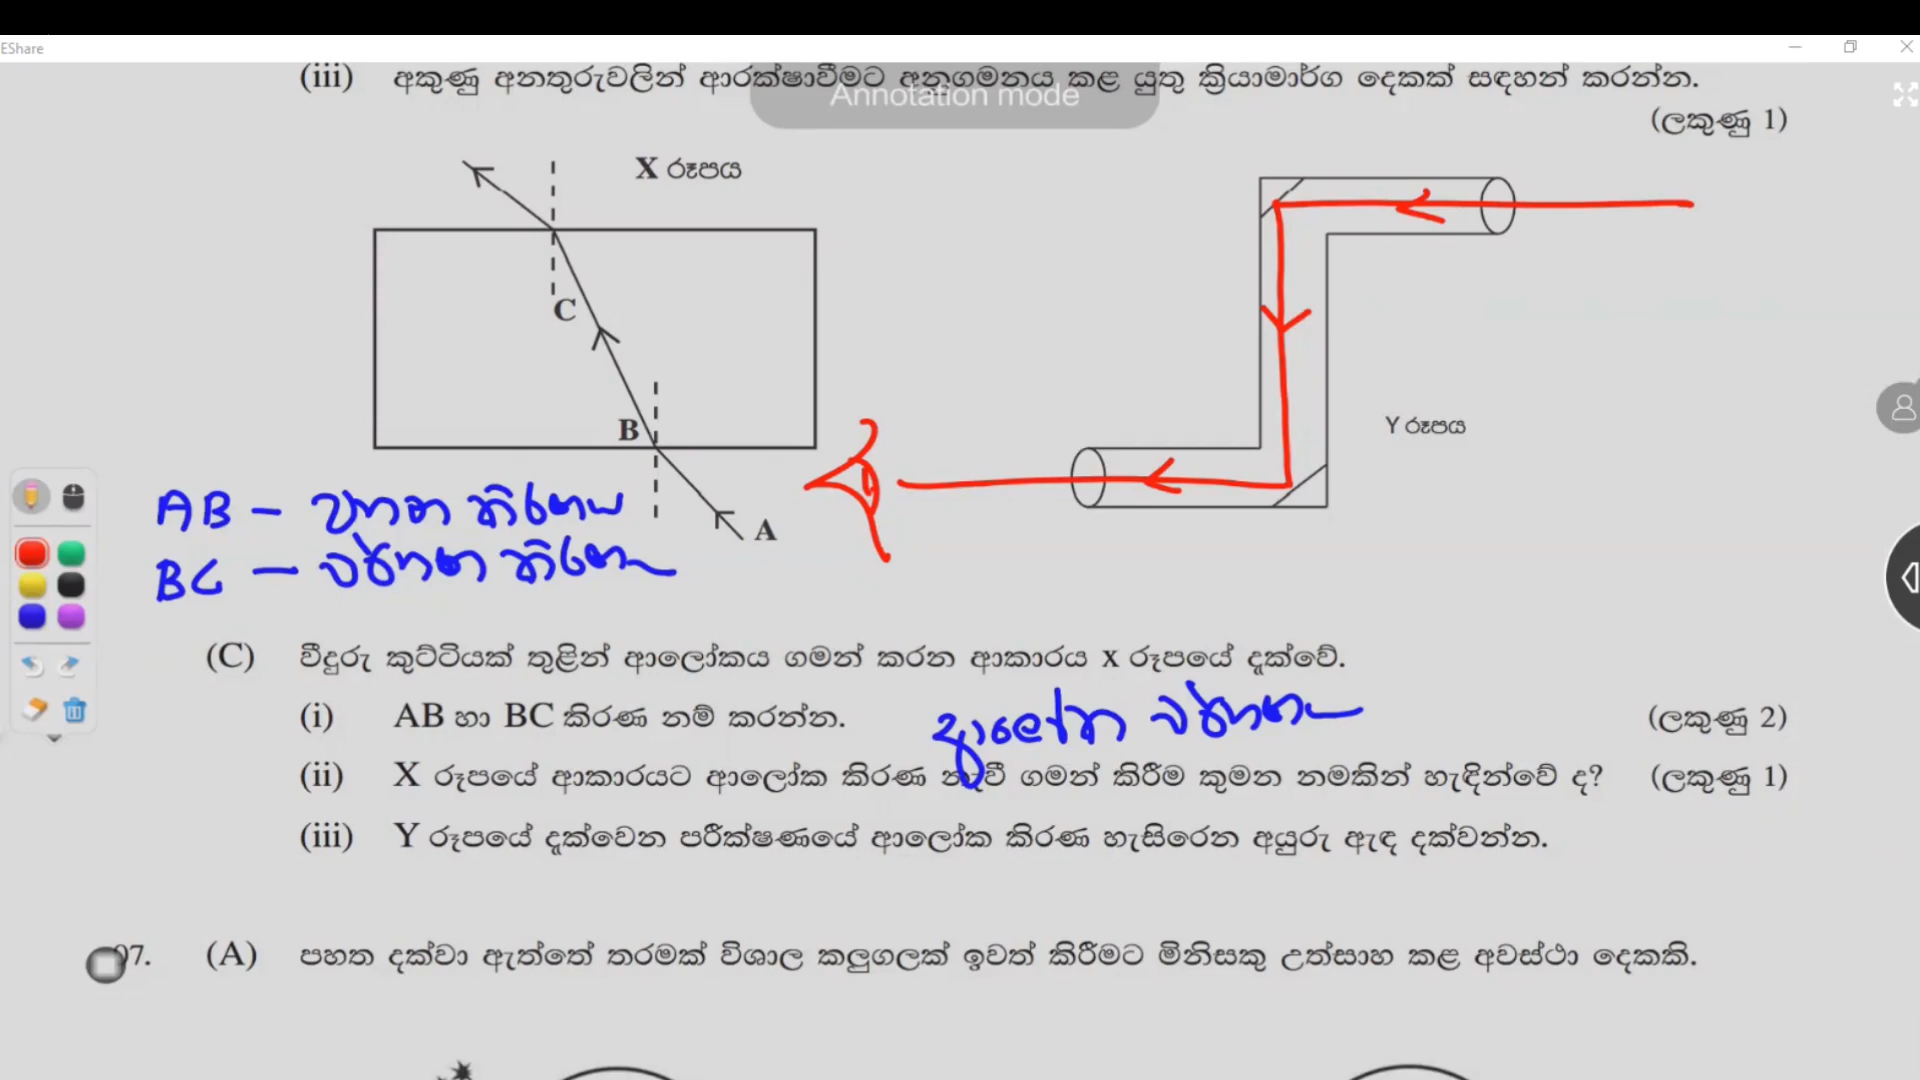 EShare
(iii) අකුණු අනතුරුවලින් ආරක්ෂාවීමට අනුගමනය කළ යුතු ක්‍රියාමාර්ග දෙකක් සඳහන් කරන්න.
Annotation mode
(ලකුණු 1)
X රූපය
C
B
A
Y රූපය
AB – පතන කිරණය
BC – වර්තන කිරණය
(C) වීදුරු කුට්ටියක් තුළින් ආලෝකය ගමන් කරන ආකාරය X රූපයේ දැක්වේ.
(i) AB හා BC කිරණ නම් කරන්න. (ලකුණු 2)
ආලෝක වර්තනය
(ii) X රූපයේ ආකාරයට ආලෝක කිරණ නැවී ගමන් කිරීම කුමන නමකින් හැඳින්වේ ද? (ලකුණු 1)
(iii) Y රූපයේ දැක්වෙන පරීක්ෂණයේ ආලෝක කිරණ හැසිරෙන අයුරු ඇඳ දක්වන්න.
07. (A) පහත දක්වා ඇත්තේ තරමක් විශාල කලුගලක් ඉවත් කිරීමට මිනිසකු උත්සාහ කළ අවස්ථා දෙකකි.